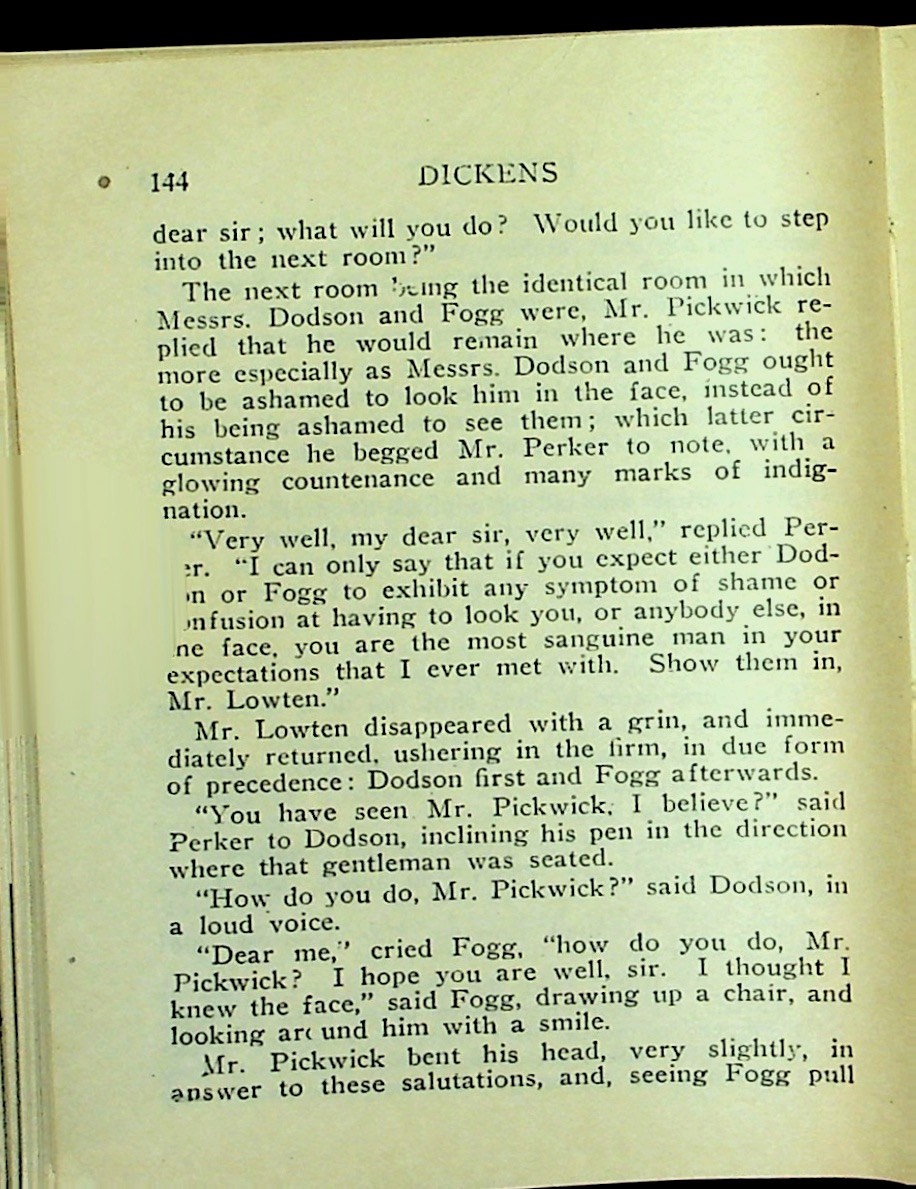 144 DICKENS
dear sir; what will you do? Would you like to step
into the next room?"
The next room being the identical room in which
Messrs. Dodson and Fogg were, Mr. Pickwick re-
plied that he would remain where he was: the
more especially as Messrs. Dodson and Fogg ought
to be ashamed to look him in the face, instead of
his being ashamed to see them; which latter cir-
cumstance he begged Mr. Perker to note, with a
glowing countenance and many marks of indig-
nation.
"Very well, my dear sir, very well," replied Per-
er. "I can only say that if you expect either Dod-
n or Fogg to exhibit any symptom of shame or
nfusion at having to look you, or anybody else, in
ne face, you are the most sanguine man in your
expectations that I ever met with. Show them in,
Mr. Lowten."
Mr. Lowten disappeared with a grin, and imme-
diately returned, ushering in the firm, in due form
of precedence: Dodson first and Fogg afterwards.
"You have seen Mr. Pickwick, I believe?" said
Perker to Dodson, inclining his pen in the direction
where that gentleman was seated.
"How do you do, Mr. Pickwick?" said Dodson, in
a loud voice.
"Dear me," cried Fogg, "how do you do, Mr.
Pickwick? I hope you are well, sir. I thought I
knew the face," said Fogg, drawing up a chair, and
looking around him with a smile.
Mr. Pickwick bent his head, very slightly, in
answer to these salutations, and, seeing Fogg pull